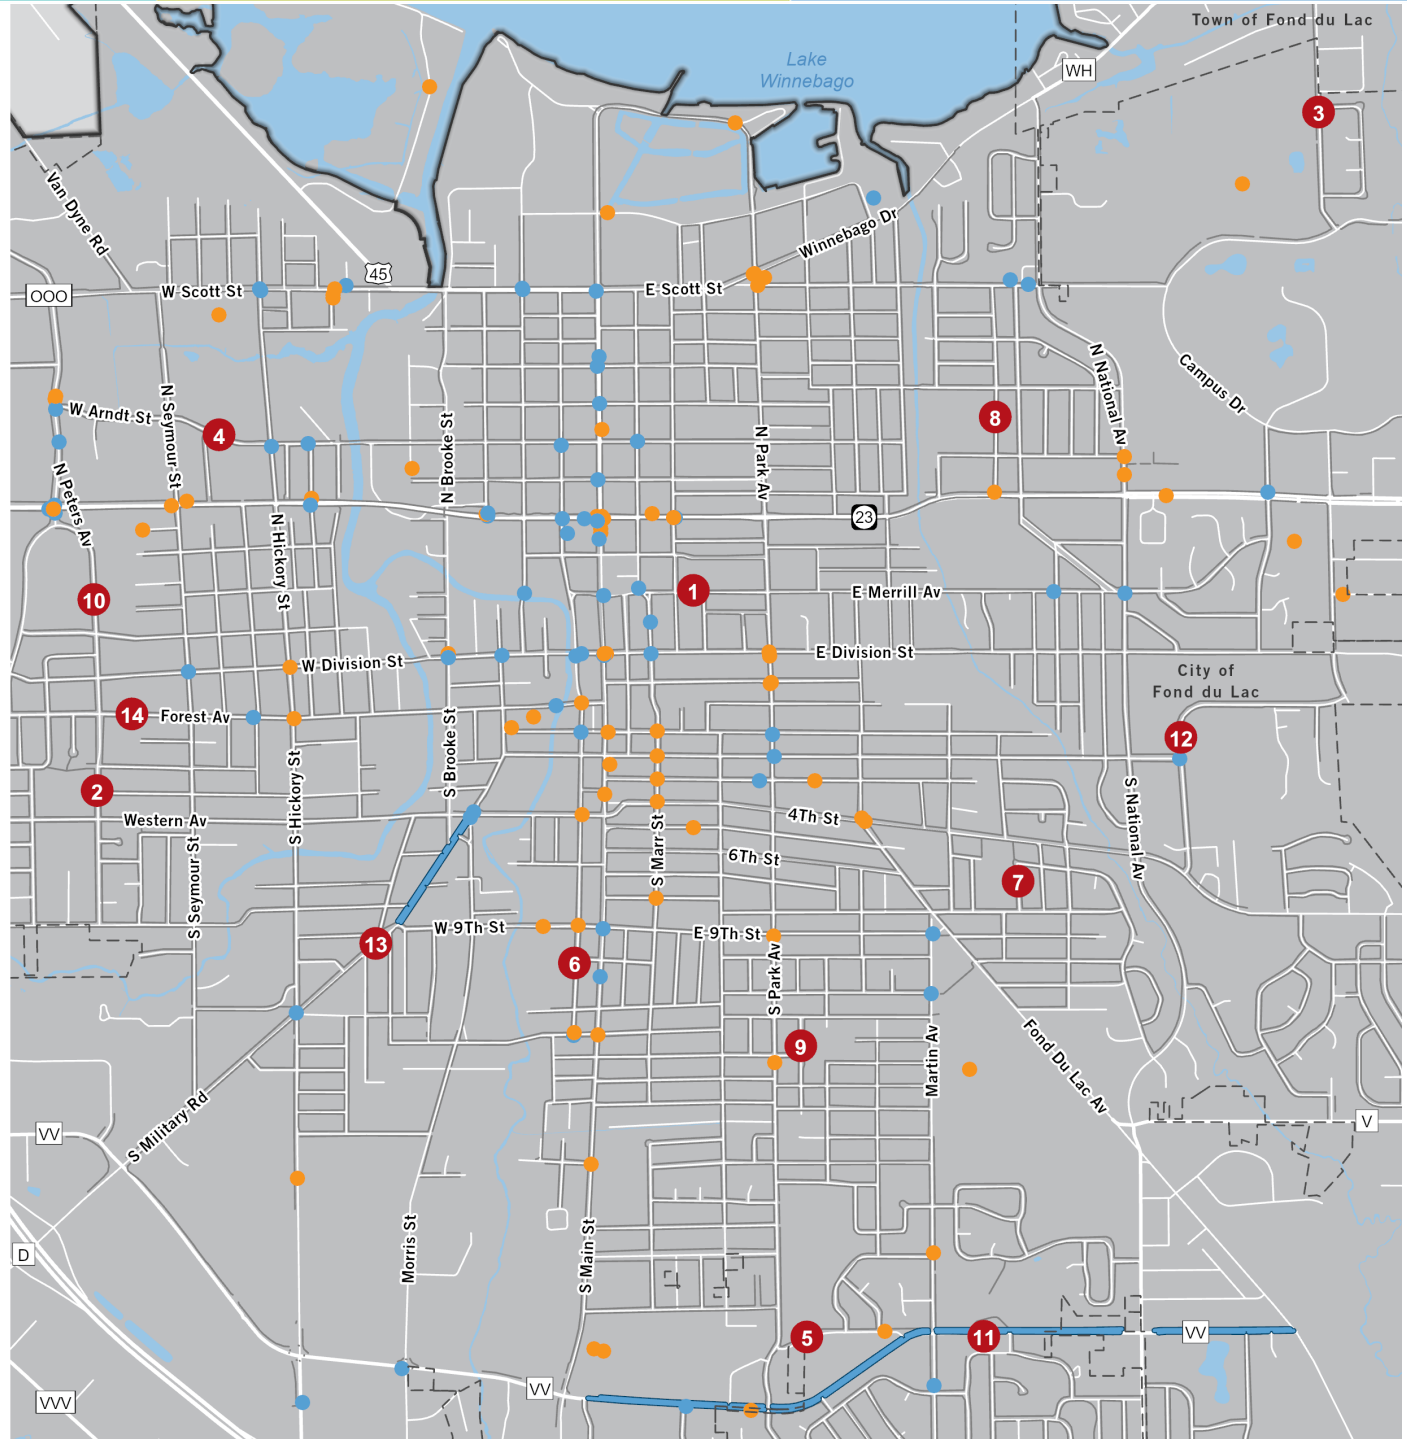 Town of Fond du Lac
Lake
Winnebago
WH
3
Van Dyne Rd
Winnebago Dr
45
OOO
W Scott St
E Scott St
N National Av
Campus Dr
N Seymour St
W Arndt St
4
N Brooke St
8
N Park Av
N Peters Av
N Hickory St
23
10
1
E Merrill Av
W Division St
E Division St
City of
Fond du Lac
14
Forest Av
S Brooke St
12
2
S Hickory St
Western Av
4Th St
S National Av
S Seymour St
S Marr St
6Th St
7
W 9Th St
E 9Th St
13
6
S Park Av
9
Martin Av
Fond Du Lac Av
VV
S Military Rd
V
D
Morris St
S Main St
5
11
VV
VVV
VV